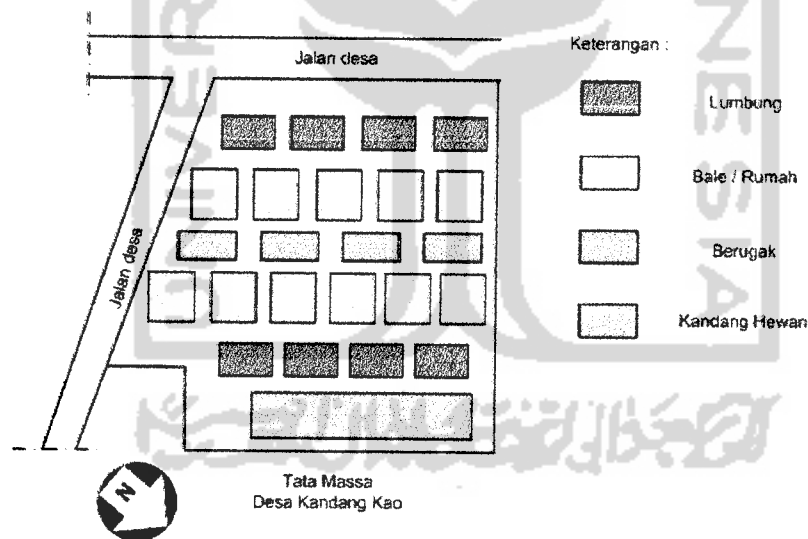 Jalan desa
Keterangan :
Lumbung
Bale / Rumah
Berugak
Kandang Hewan
Jalan desa
N
Tata Massa
Desa Kandang Kao